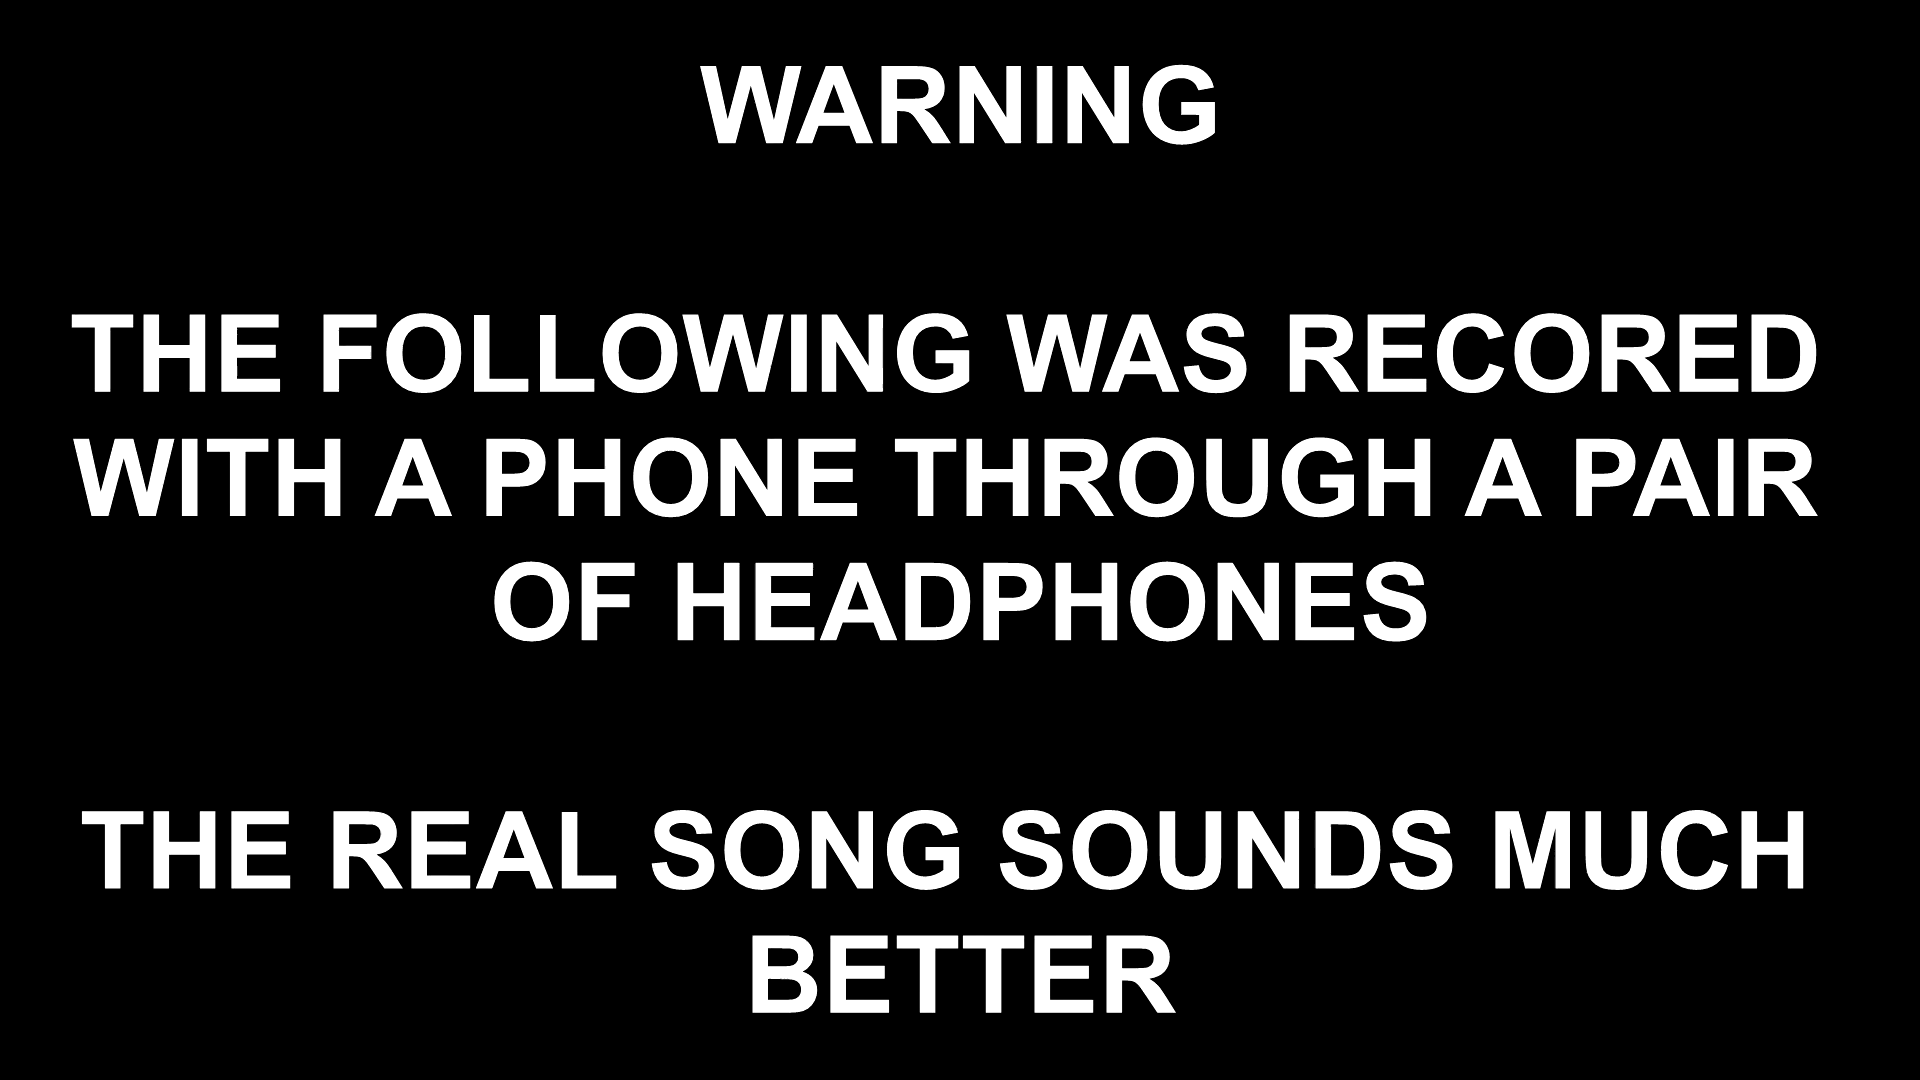 WARNING
THE FOLLOWING WAS RECORED
WITH A PHONE THROUGH A PAIR
OF HEADPHONES
THE REAL SONG SOUNDS MUCH
BETTER